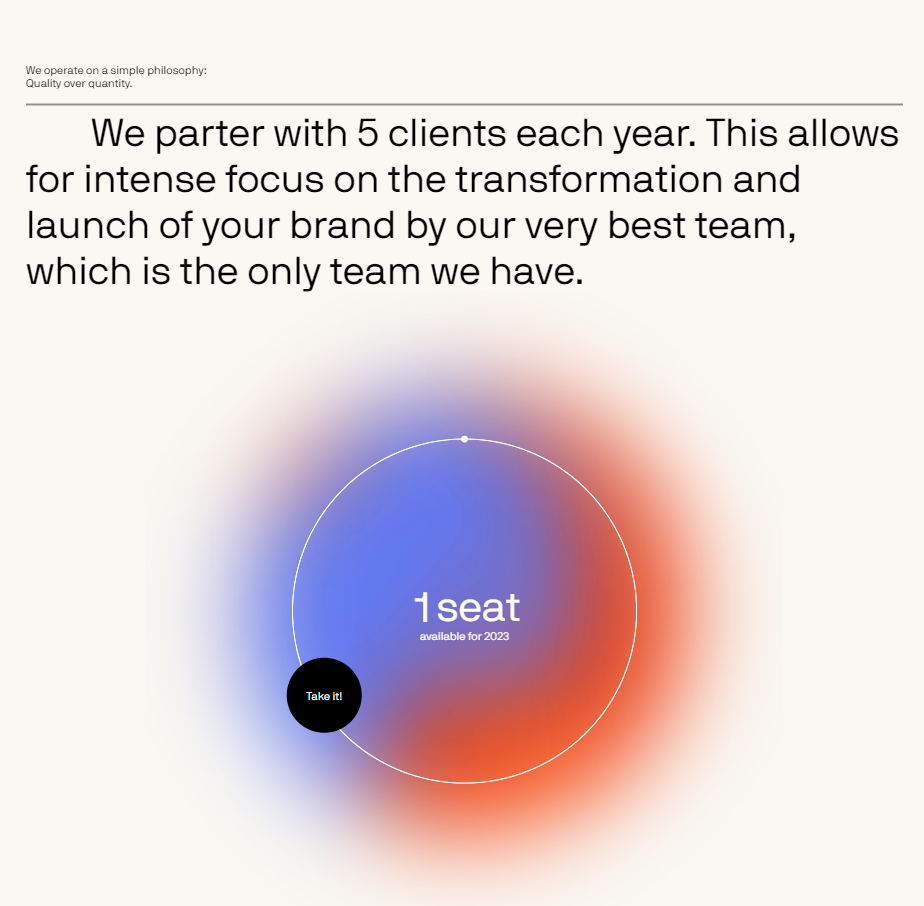 We operate on a simple philosophy:
Quality over quantity.
We parter with 5 clients each year. This allows
for intense focus on the transformation and
launch of your brand by our very best team,
which is the only team we have.
1 seat
available for 2023
Take it!